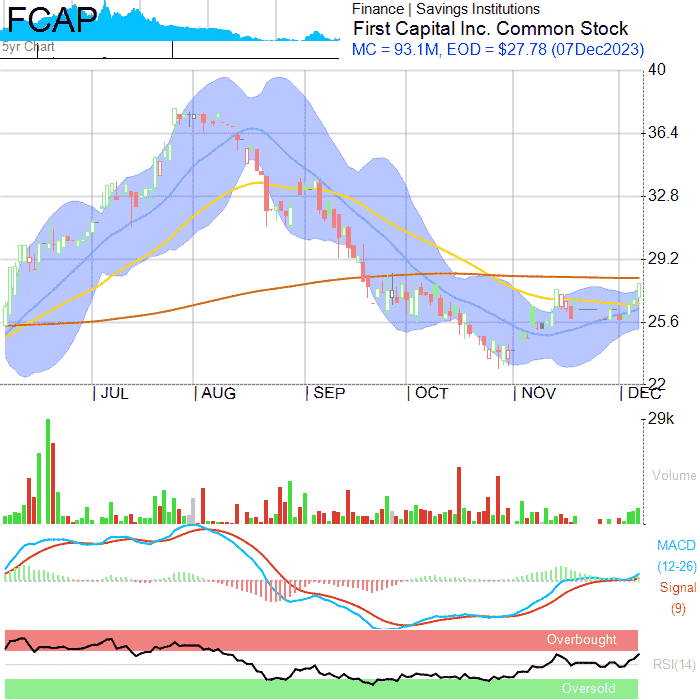 FCAP
5yr Chart
Finance | Savings Institutions
First Capital Inc. Common Stock
MC = 93.1M, EOD = $27.78 (07Dec2023)
40
36.4
32.8
29.2
25.6
22
JUL AUG SEP OCT NOV DEC
29k
Volume
MACD
(12-26)
Signal
(9)
Overbought
RSI(14)
Oversold